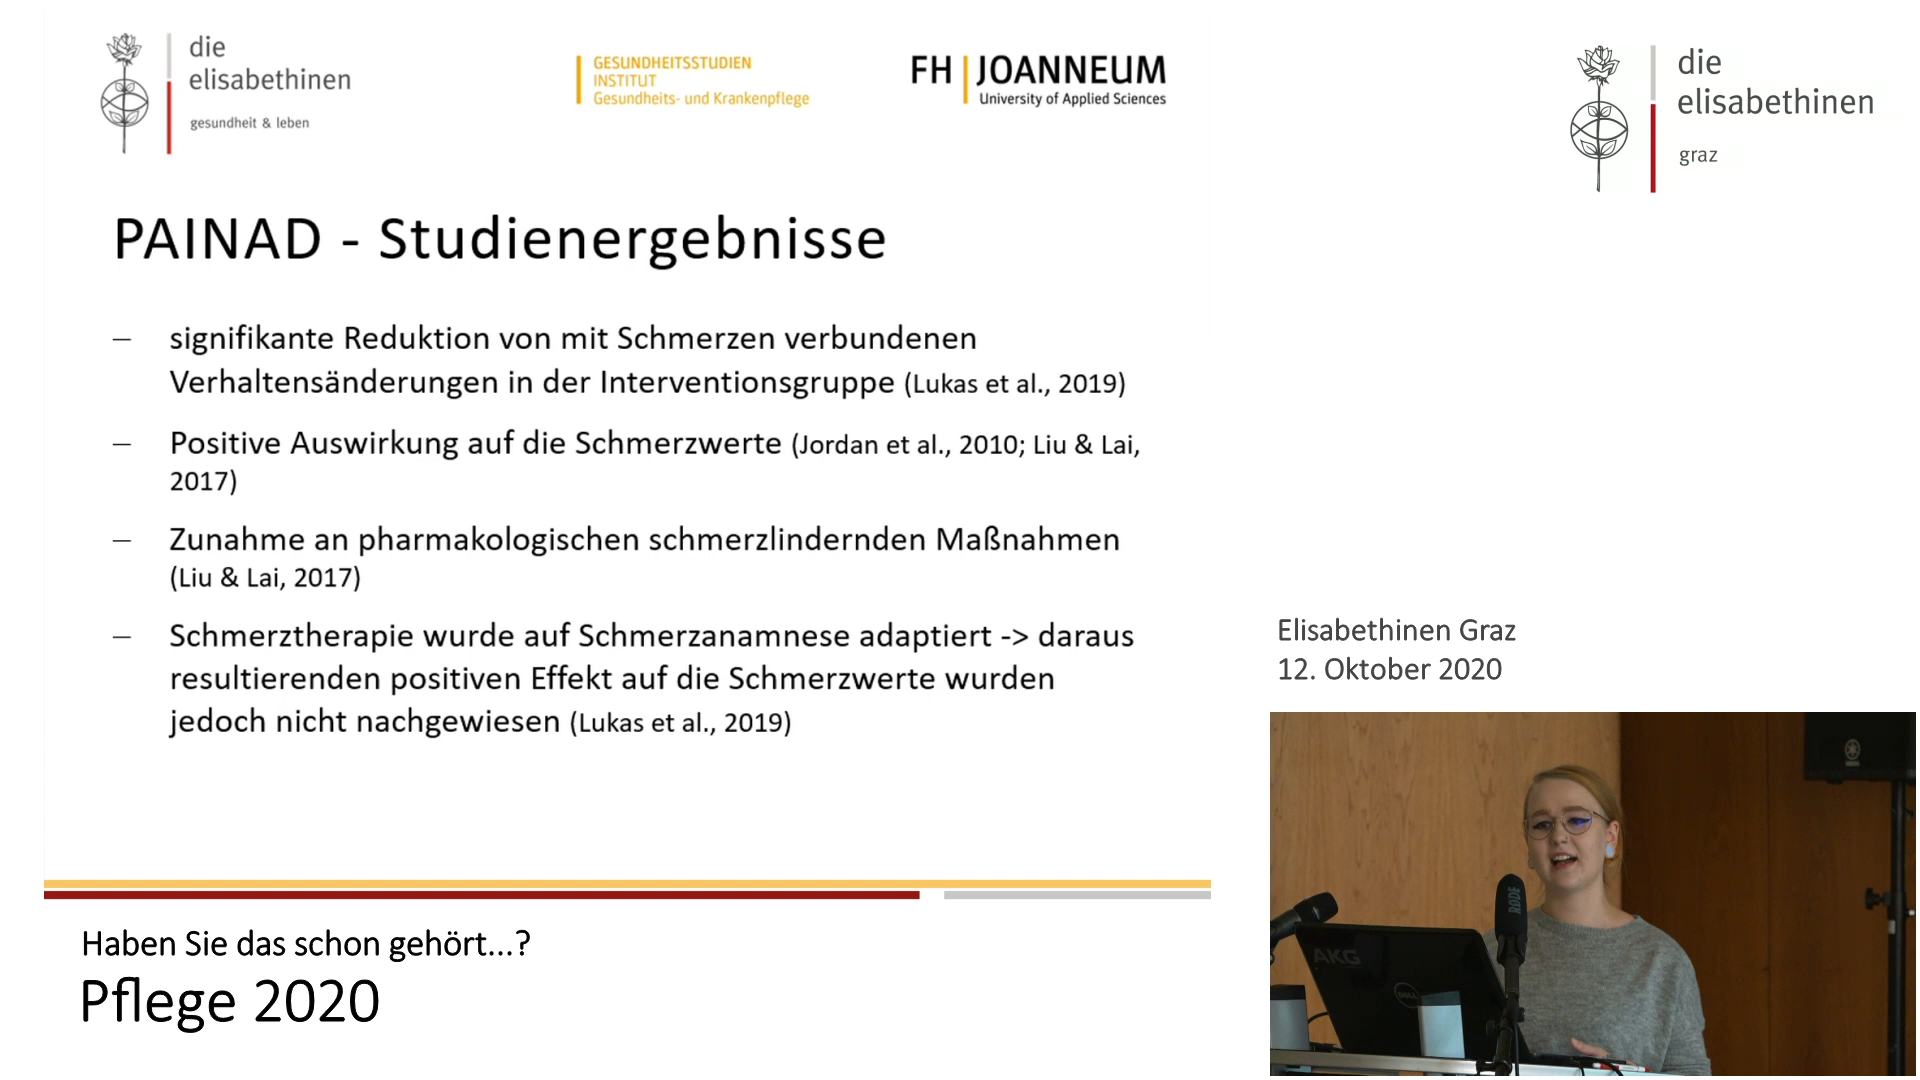 die
elisabethinen
gesundheit & leben
GESUNDHEITSSTUDIEN
INSTITUT
Gesundheits- und Krankenpflege
FH JOANNEUM
University of Applied Sciences
die
elisabethinen
graz
PAINAD - Studienergebnisse
– signifikante Reduktion von mit Schmerzen verbundenen
Verhaltensänderungen in der Interventionsgruppe (Lukas et al., 2019)
– Positive Auswirkung auf die Schmerzwerte (Jordan et al., 2010; Liu & Lai,
2017)
– Zunahme an pharmakologischen schmerzlindernden Maßnahmen
(Liu & Lai, 2017)
– Schmerztherapie wurde auf Schmerzanamnese adaptiert -> daraus
resultierenden positiven Effekt auf die Schmerzwerte wurden
jedoch nicht nachgewiesen (Lukas et al., 2019)
Elisabethinen Graz
12. Oktober 2020
RØDE
AKG
DELL
Haben Sie das schon gehört...?
Pflege 2020